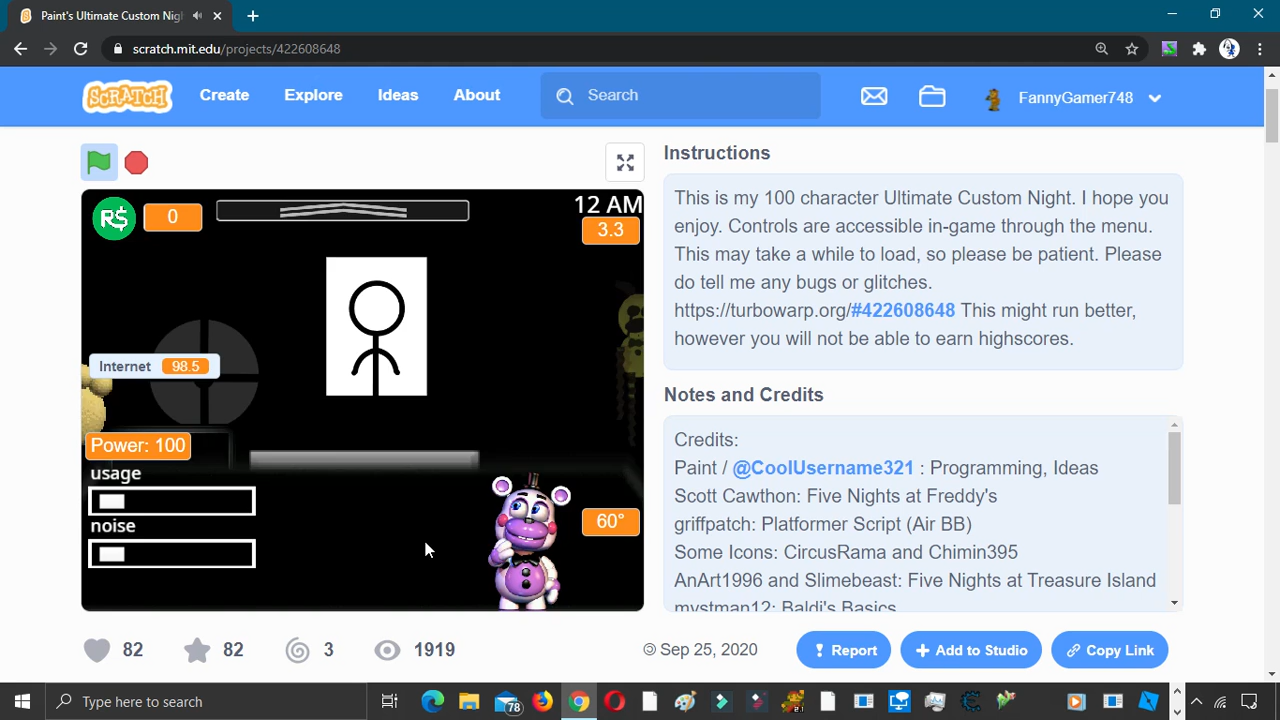 Paint's Ultimate Custom Nig
scratch.mit.edu/projects/422608648
SCRATCH
Create
Explore
Ideas
About
Search
FannyGamer748
R$
0
12 AM
3.3
Internet 98.5
Power: 100
usage
noise
60°
Instructions
This is my 100 character Ultimate Custom Night. I hope you
enjoy. Controls are accessible in-game through the menu.
This may take a while to load, so please be patient. Please
do tell me any bugs or glitches.
https://turbowarp.org/#422608648 This might run better,
however you will not be able to earn highscores.
Notes and Credits
Credits:
Paint / @CoolUsername321 : Programming, Ideas
Scott Cawthon: Five Nights at Freddy's
griffpatch: Platformer Script (Air BB)
Some Icons: CircusRama and Chimin395
AnArt1996 and Slimebeast: Five Nights at Treasure Island
mystman12: Baldi's Basics
82
82
3
1919
© Sep 25, 2020
Report
Add to Studio
Copy Link
Type here to search
78
2.1